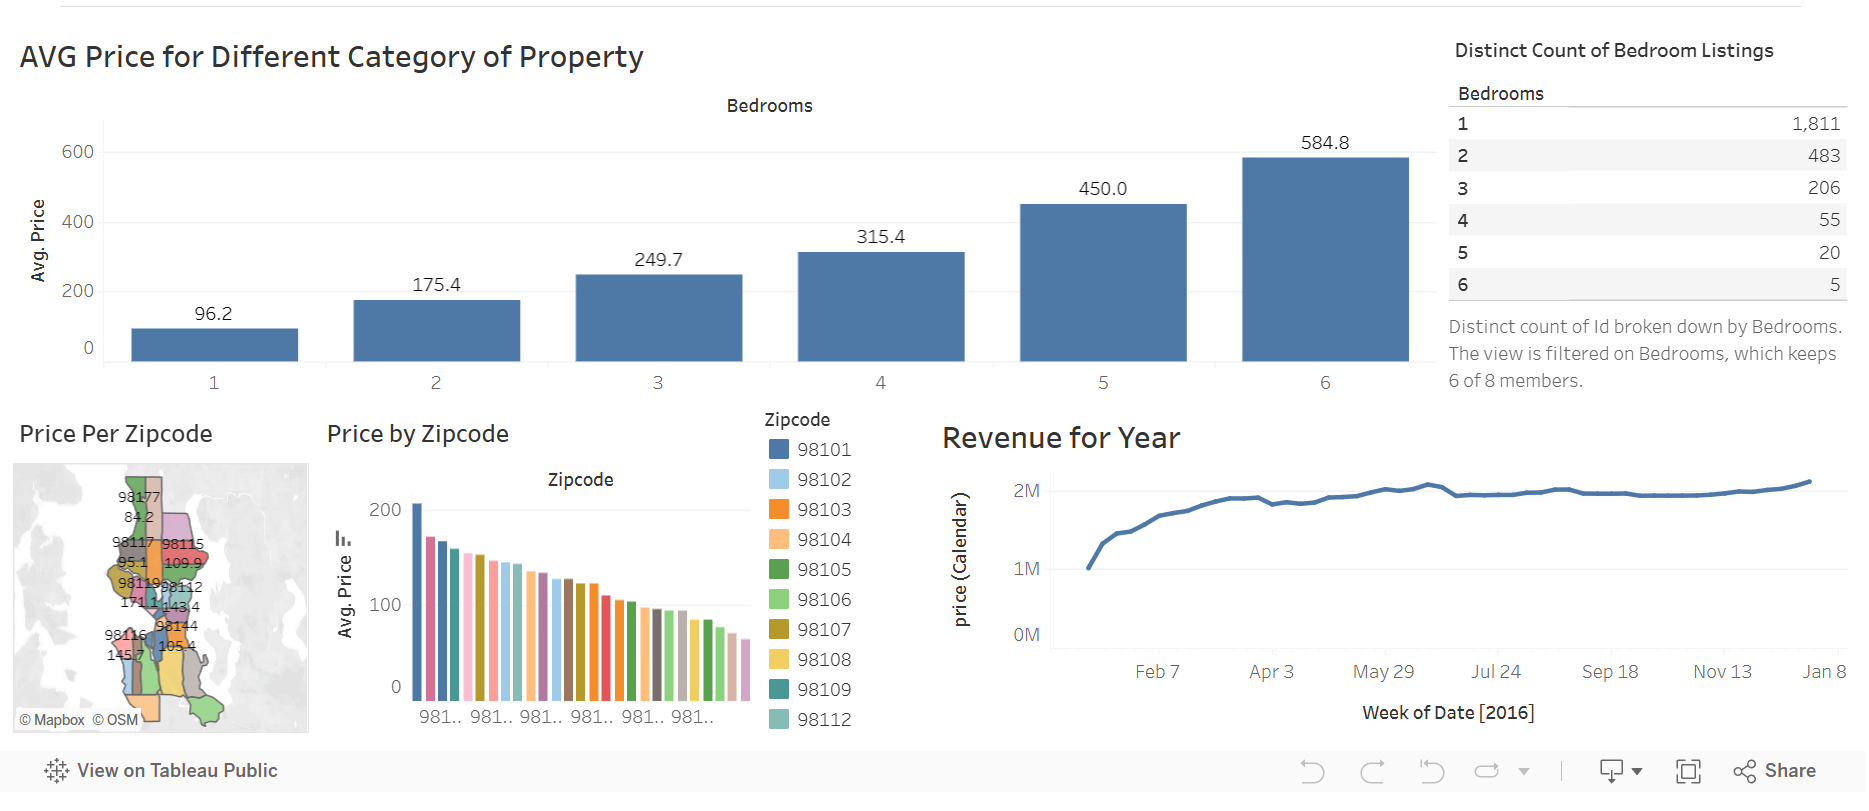 AVG Price for Different Category of Property
Bedrooms
Avg. Price
600
400
200
0
96.2
175.4
249.7
315.4
450.0
584.8
1
2
3
4
5
6
Distinct Count of Bedroom Listings
Bedrooms
1 1,811
2 483
3 206
4 55
5 20
6 5
Distinct count of Id broken down by Bedrooms.
The view is filtered on Bedrooms, which keeps
6 of 8 members.
Price Per Zipcode
98177
84.2
98117
98115
95.1
109.9
98119
98112
171.1
143.4
98144
98116
105.4
145.7
© Mapbox © OSM
Price by Zipcode
Zipcode
Avg. Price
200
100
0
981..
981..
981..
981..
981..
981..
Zipcode
98101
98102
98103
98104
98105
98106
98107
98108
98109
98112
Revenue for Year
price (Calendar)
2M
1M
0M
Feb 7
Apr 3
May 29
Jul 24
Sep 18
Nov 13
Jan 8
Week of Date [2016]
View on Tableau Public
Share